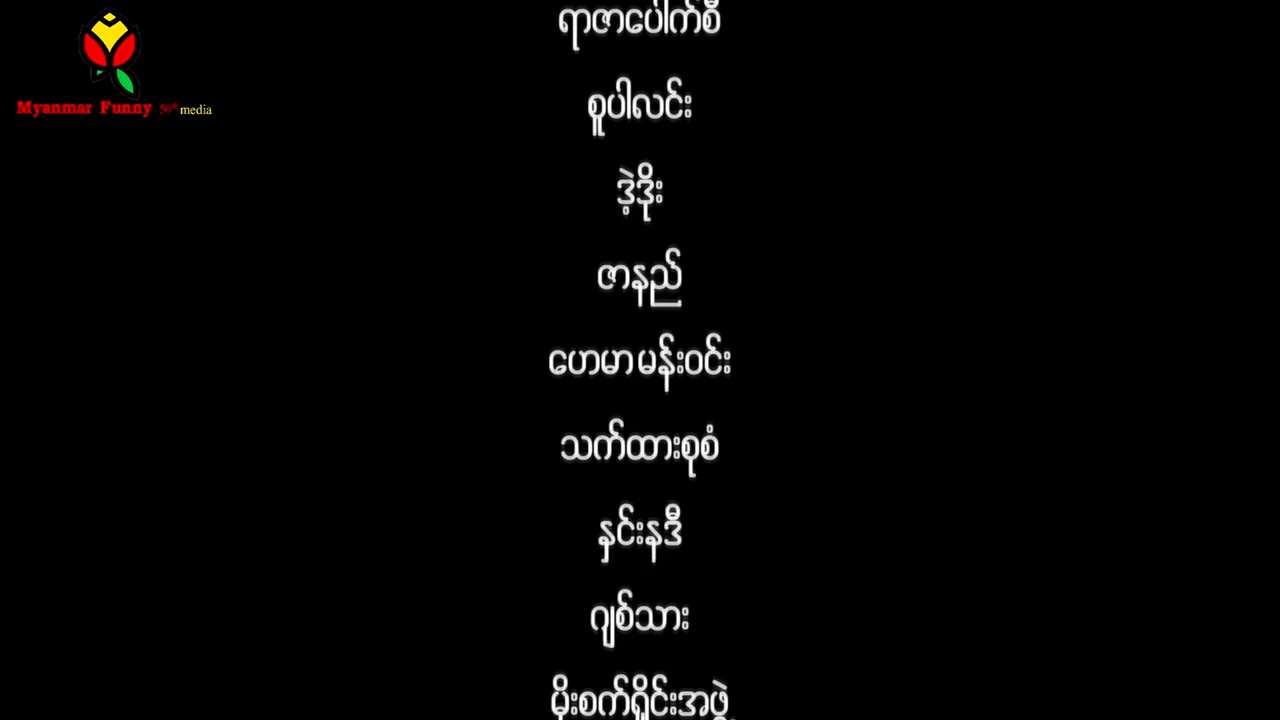 ရာဇာပေါက်စီ
Myanmar Funny 50* media
စူပါလင်း
ဒဲ့ဒိုး
ဇာနည်
ဟေမာမန်းဝင်း
သက်ထားစုစံ
နှင်းနဒီ
ဂျစ်သား
မိုးစက်ရှိုင်းအဖွဲ့